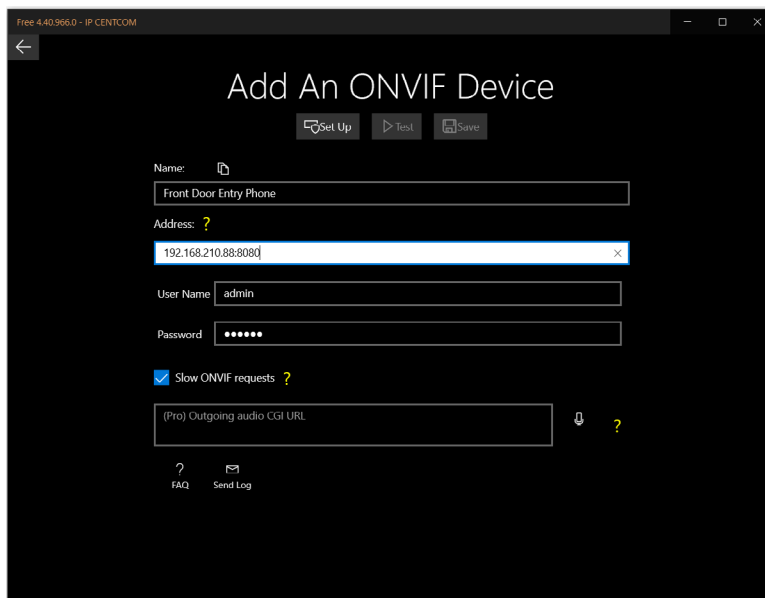 Free 4.40.966.0 - IP CENTCOM
Add An ONVIF Device
Set Up Test Save
Name:
Front Door Entry Phone
Address: ?
192.168.210.88:8080
User Name admin
Password ●●●●●●
Slow ONVIF requests ?
(Pro) Outgoing audio CGI URL
?
?
FAQ Send Log